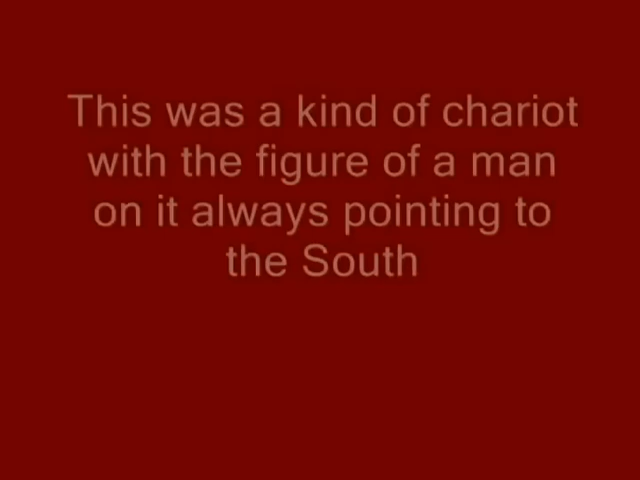 This was a kind of chariot
with the figure of a man
on it always pointing to
the South